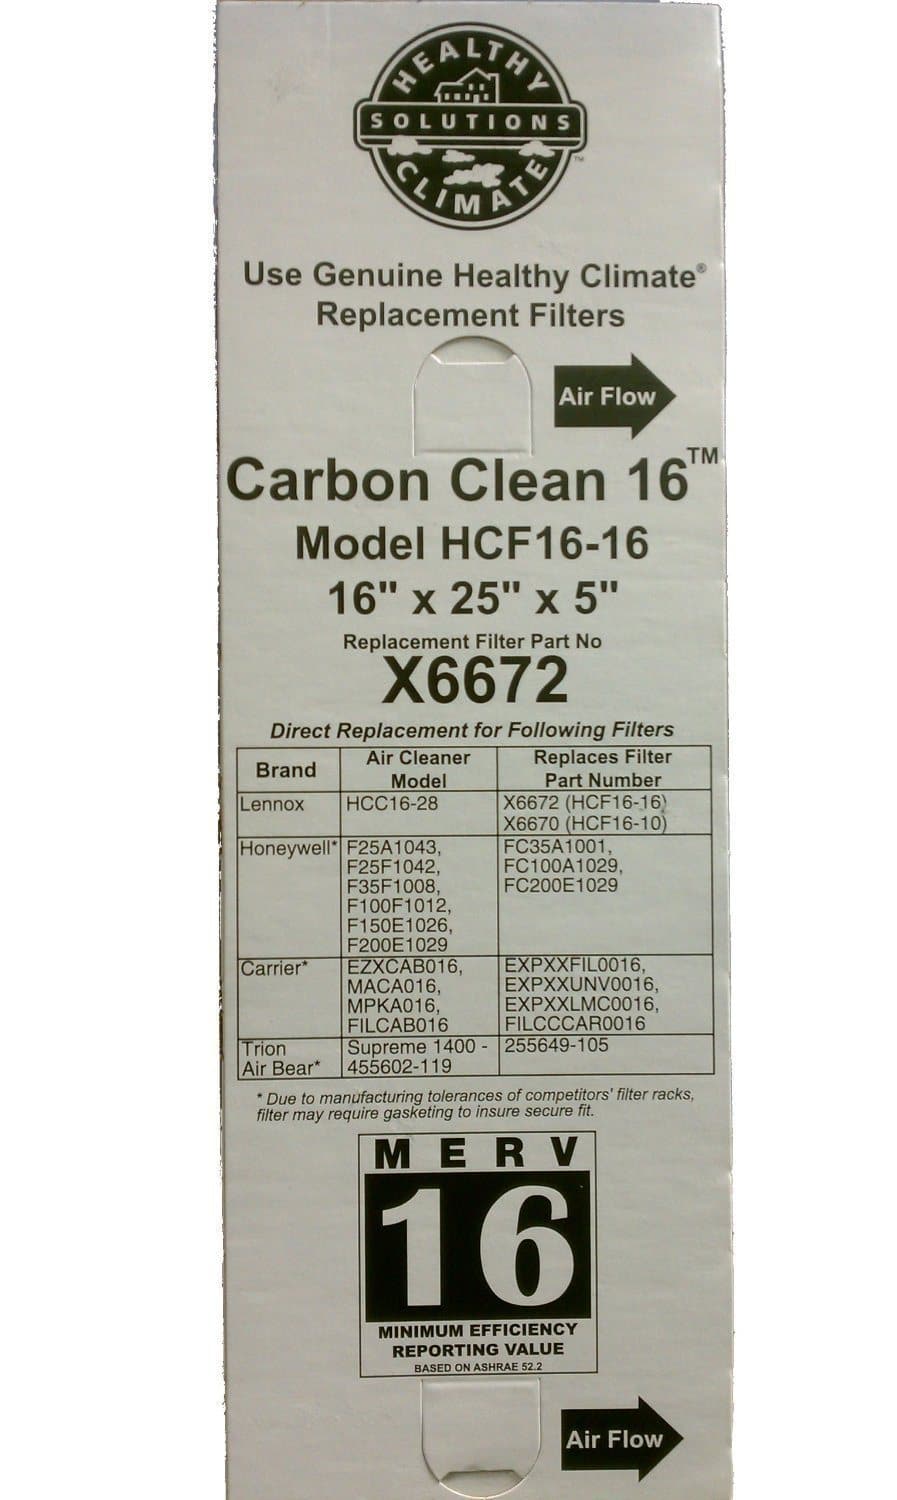 HEALTHY
SOLUTIONS
CLIMATE™
Use Genuine Healthy Climate®
Replacement Filters
Air Flow
Carbon Clean 16™
Model HCF16-16
16" x 25" x 5"
Replacement Filter Part No
X6672
Direct Replacement for Following Filters
Brand
Air Cleaner
Model
Replaces Filter
Part Number
Lennox
HCC16-28
X6672 (HCF16-16)
X6670 (HCF16-10)
Honeywell*
F25A1043,
F25F1042,
F35F1008,
F100F1012,
F150E1026,
F200E1029
FC35A1001,
FC100A1029,
FC200E1029
Carrier*
EZXCAB016,
MACA016,
MPKA016,
FILCAB016
EXPXXFIL0016,
EXPXXUNV0016,
EXPXXLMC0016,
FILCCCAR0016
Trion
Air Bear*
Supreme 1400 -
455602-119
255649-105
* Due to manufacturing tolerances of competitors' filter racks,
filter may require gasketing to insure secure fit.
MERV
16
MINIMUM EFFICIENCY
REPORTING VALUE
BASED ON ASHRAE 52.2
Air Flow